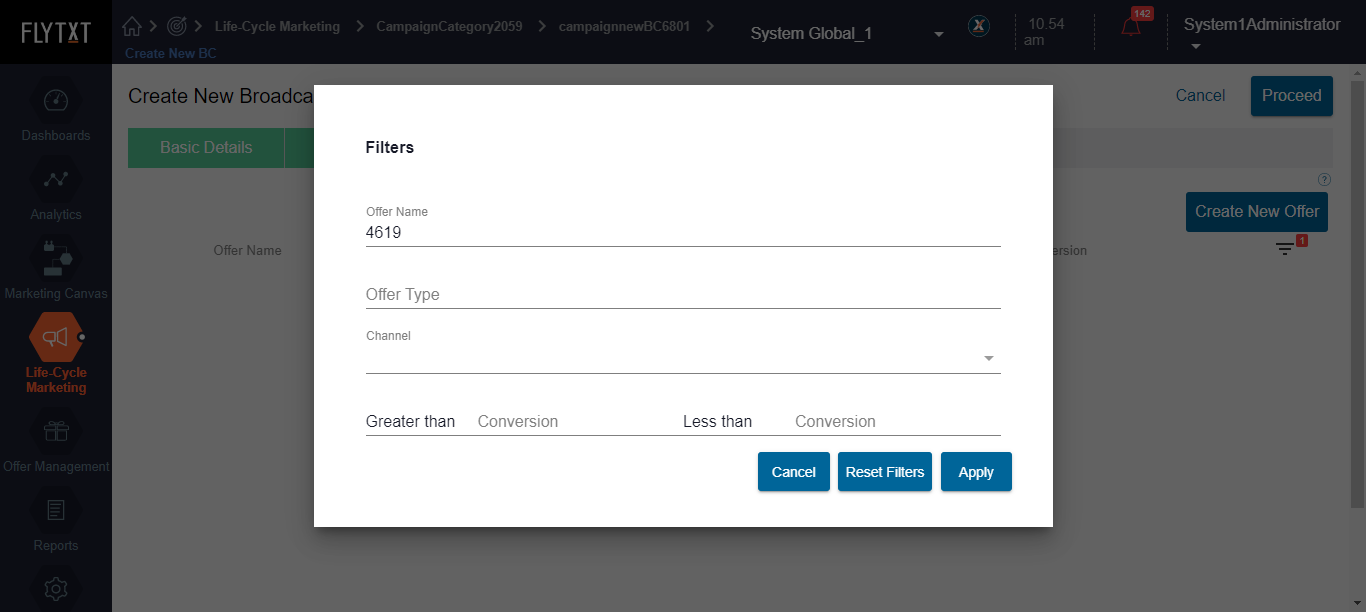 FLYTXT
Life-Cycle Marketing
CampaignCategory2059
campaignnewBC6801
Create New BC
System Global_1
X
10.54
am
142
System1Administrator
Dashboards
Analytics
Marketing Canvas
Life-Cycle
Marketing
Offer Management
Reports
Create New Broadca
Cancel
Proceed
Basic Details
?
Create New Offer
Offer Name
ersion
1
Filters
Offer Name
4619
Offer Type
Channel
Greater than Conversion Less than Conversion
Cancel
Reset Filters
Apply